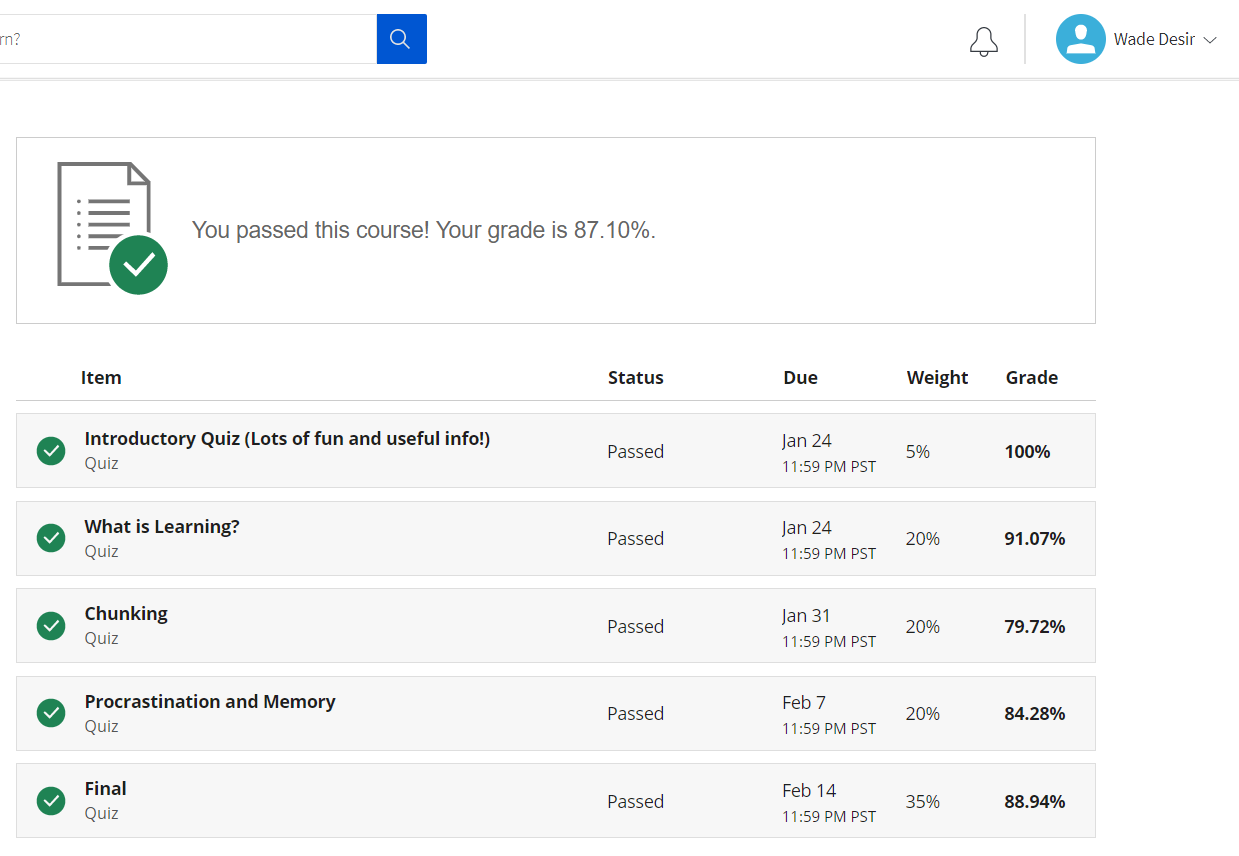 rn?
Wade Desir
You passed this course! Your grade is 87.10%.
Item Status Due Weight Grade
Introductory Quiz (Lots of fun and useful info!)
Quiz
Passed
Jan 24
11:59 PM PST
5%
100%
What is Learning?
Quiz
Passed
Jan 24
11:59 PM PST
20%
91.07%
Chunking
Quiz
Passed
Jan 31
11:59 PM PST
20%
79.72%
Procrastination and Memory
Quiz
Passed
Feb 7
11:59 PM PST
20%
84.28%
Final
Quiz
Passed
Feb 14
11:59 PM PST
35%
88.94%